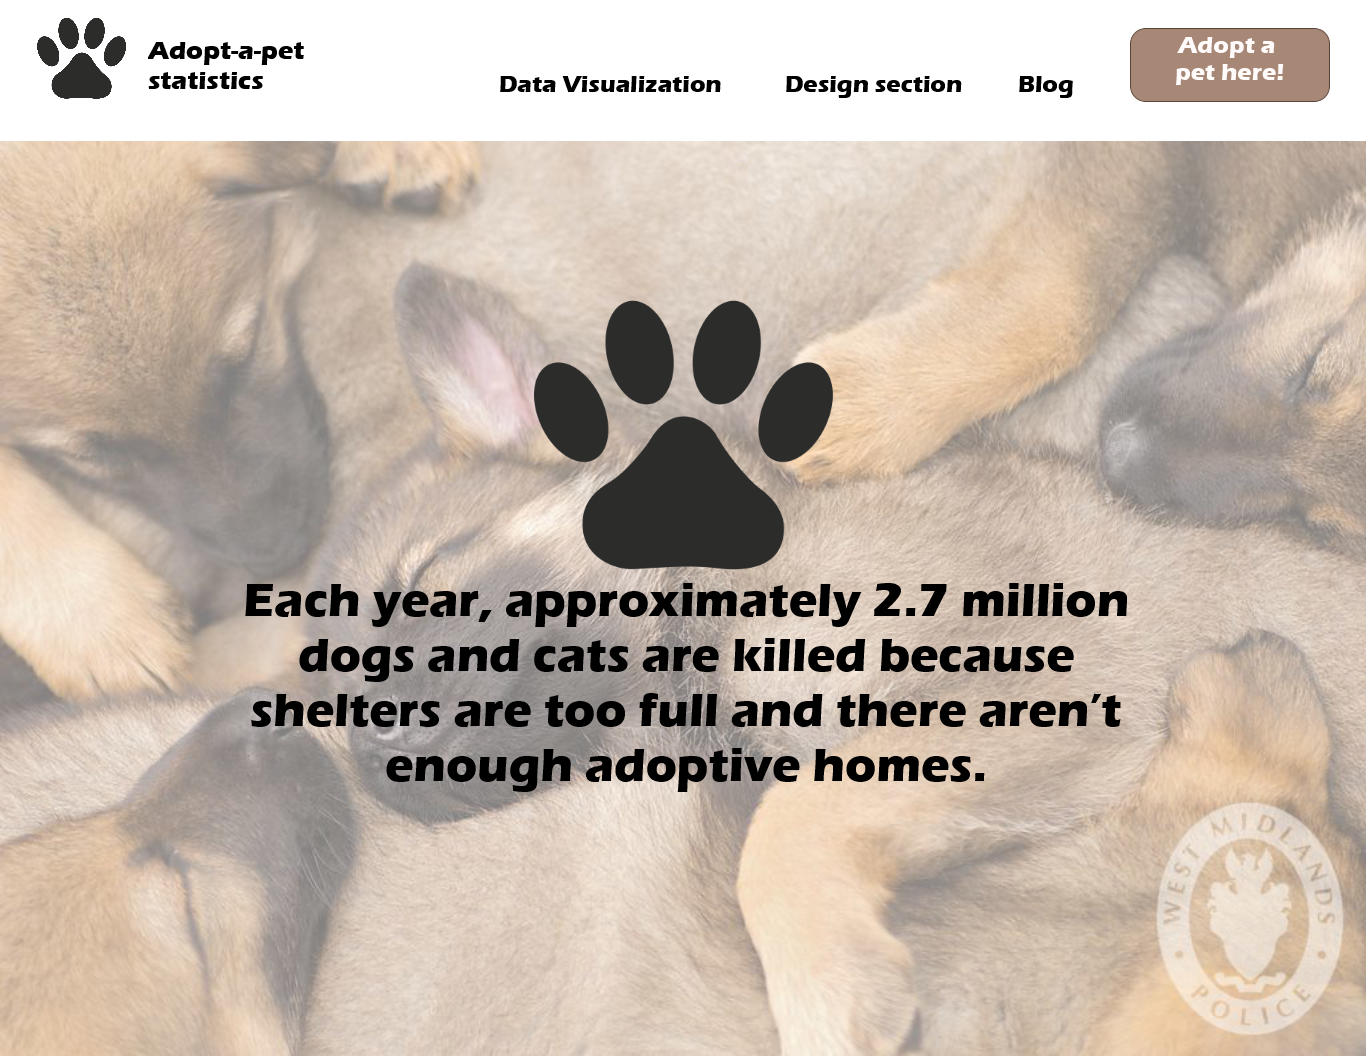 Adopt-a-pet
statistics
Data Visualization
Design section
Blog
Adopt a
pet here!
Each year, approximately 2.7 million
dogs and cats are killed because
shelters are too full and there aren’t
enough adoptive homes.
WEST MIDLANDS
POLICE